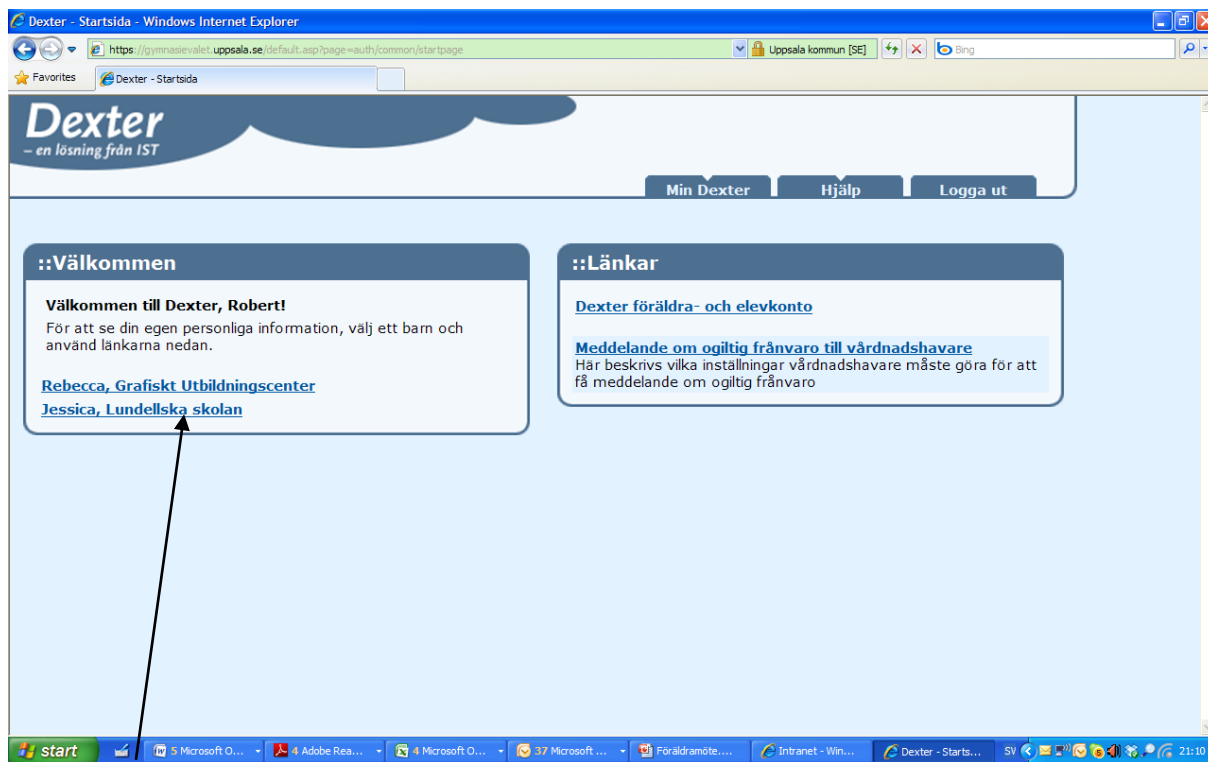 Dexter - Startsida - Windows Internet Explorer
https://gymnasievalet.uppsala.se/default.asp?page=auth/common/startpage
Uppsala kommun [SE]
Bing
Favorites
Dexter - Startsida
Dexter
– en lösning från IST
Min Dexter
Hjälp
Logga ut
::Välkommen
Välkommen till Dexter, Robert!
För att se din egen personliga information, välj ett barn och
använd länkarna nedan.
Rebecca, Grafiskt Utbildningscenter
Jessica, Lundellska skolan
::Länkar
Dexter föräldra- och elevkonto
Meddelande om ogiltig frånvaro till vårdnadshavare
Här beskrivs vilka inställningar vårdnadshavare måste göra för att
få meddelande om ogiltig frånvaro
start
5 Microsoft O...
4 Adobe Rea...
4 Microsoft O...
37 Microsoft ...
Föräldramöte....
Intranet - Win...
Dexter - Starts...
SV
21:10